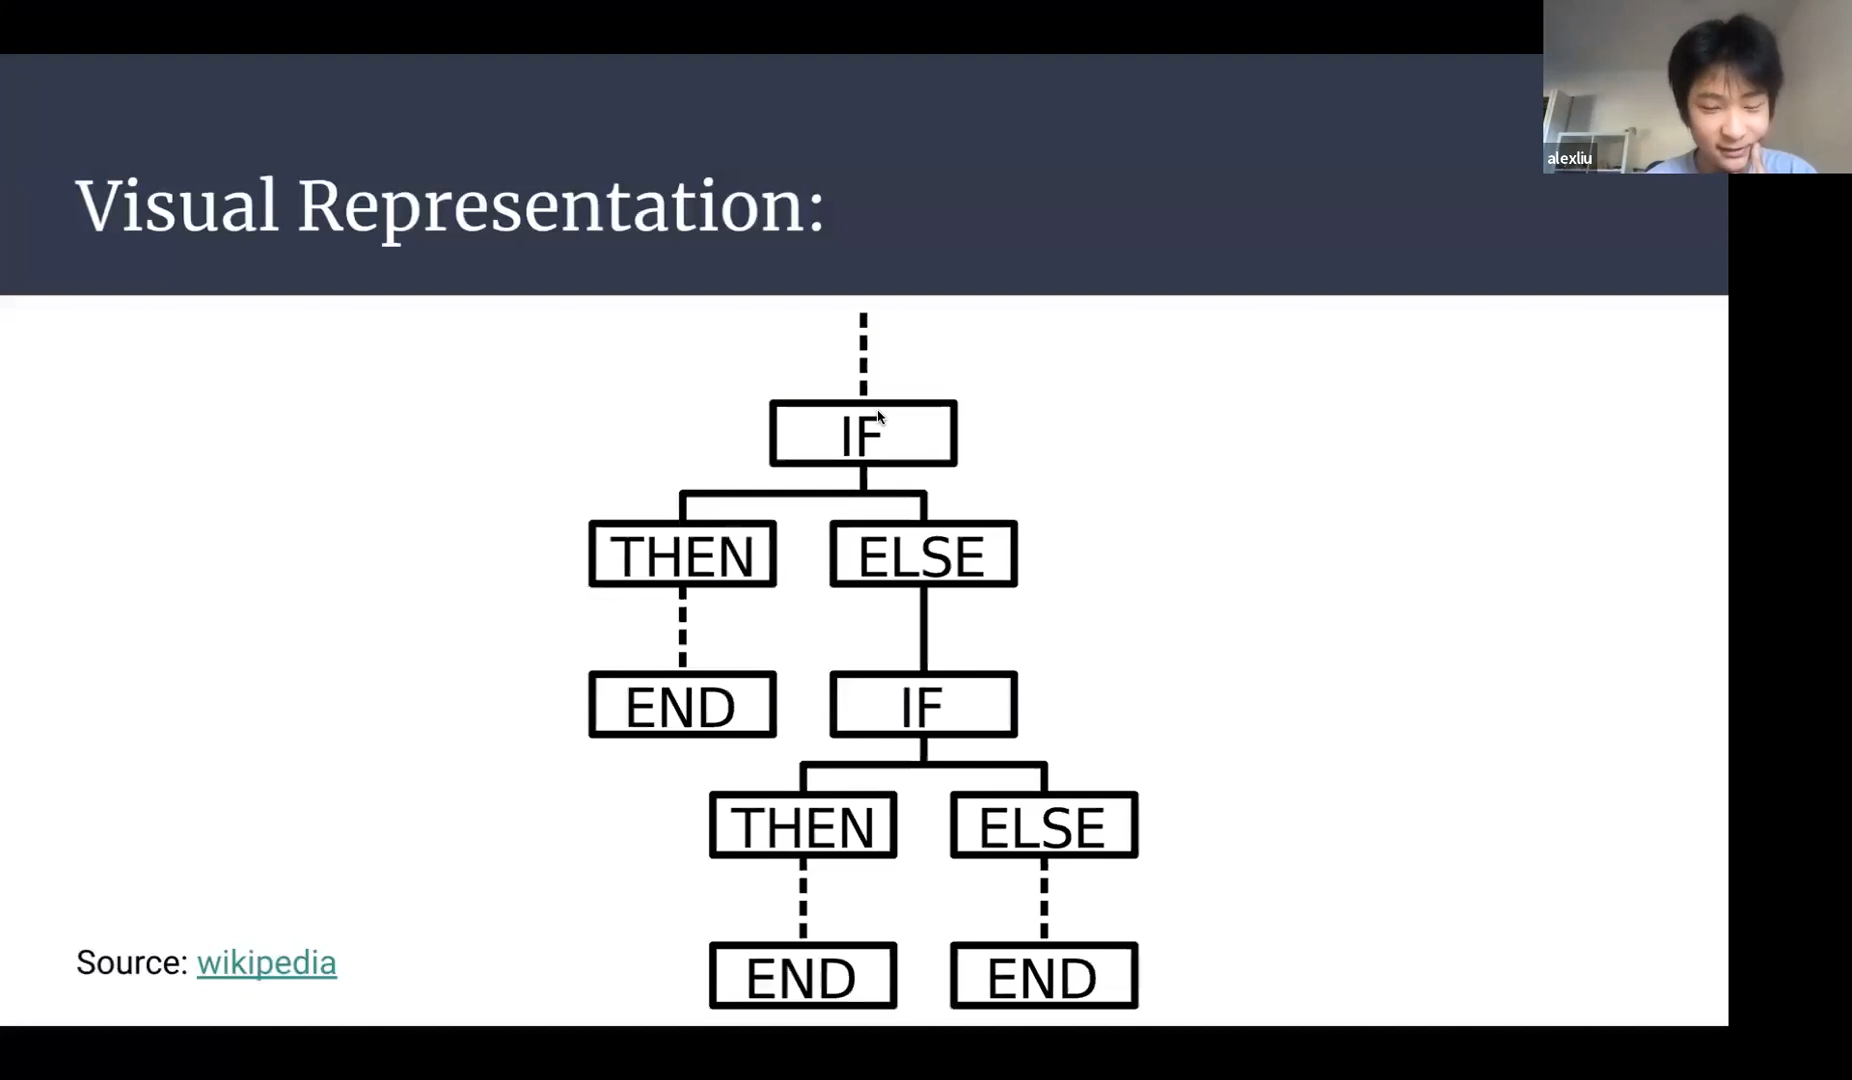 alexliu
Visual Representation:
IF
THEN ELSE
END IF
THEN ELSE
END END
Source: wikipedia